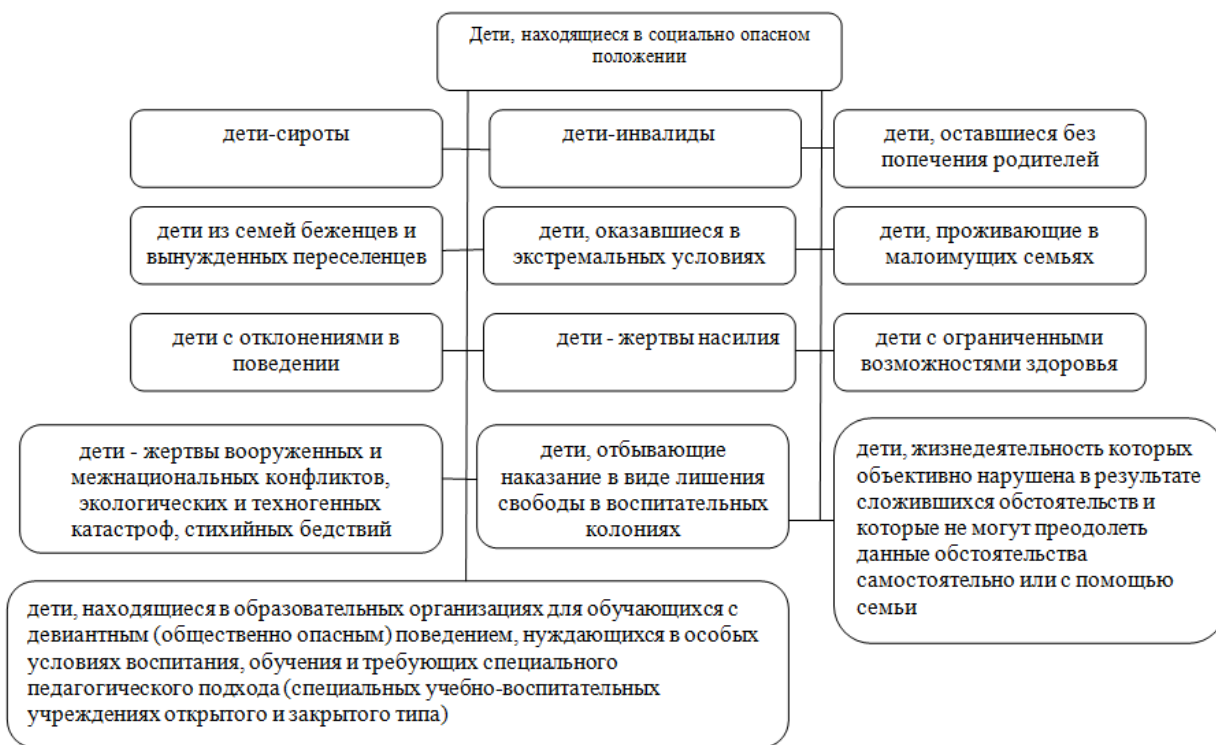 Дети, находящиеся в социально опасном
положении
дети-сироты
дети-инвалиды
дети, оставшиеся без
попечения родителей
дети из семей беженцев и
вынужденных переселенцев
дети, оказавшиеся в
экстремальных условиях
дети, проживающие в
малоимущих семьях
дети с отклонениями в
поведении
дети - жертвы насилия
дети с ограниченными
возможностями здоровья
дети - жертвы вооруженных и
межнациональных конфликтов,
экологических и техногенных
катастроф, стихийных бедствий
дети, отбывающие
наказание в виде лишения
свободы в воспитательных
колониях
дети, жизнедеятельность которых
объективно нарушена в результате
сложившихся обстоятельств и
которые не могут преодолеть
данные обстоятельства
самостоятельно или с помощью
семьи
дети, находящиеся в образовательных организациях для обучающихся с
девиантным (общественно опасным) поведением, нуждающихся в особых
условиях воспитания, обучения и требующих специального
педагогического подхода (специальных учебно-воспитательных
учреждениях открытого и закрытого типа)